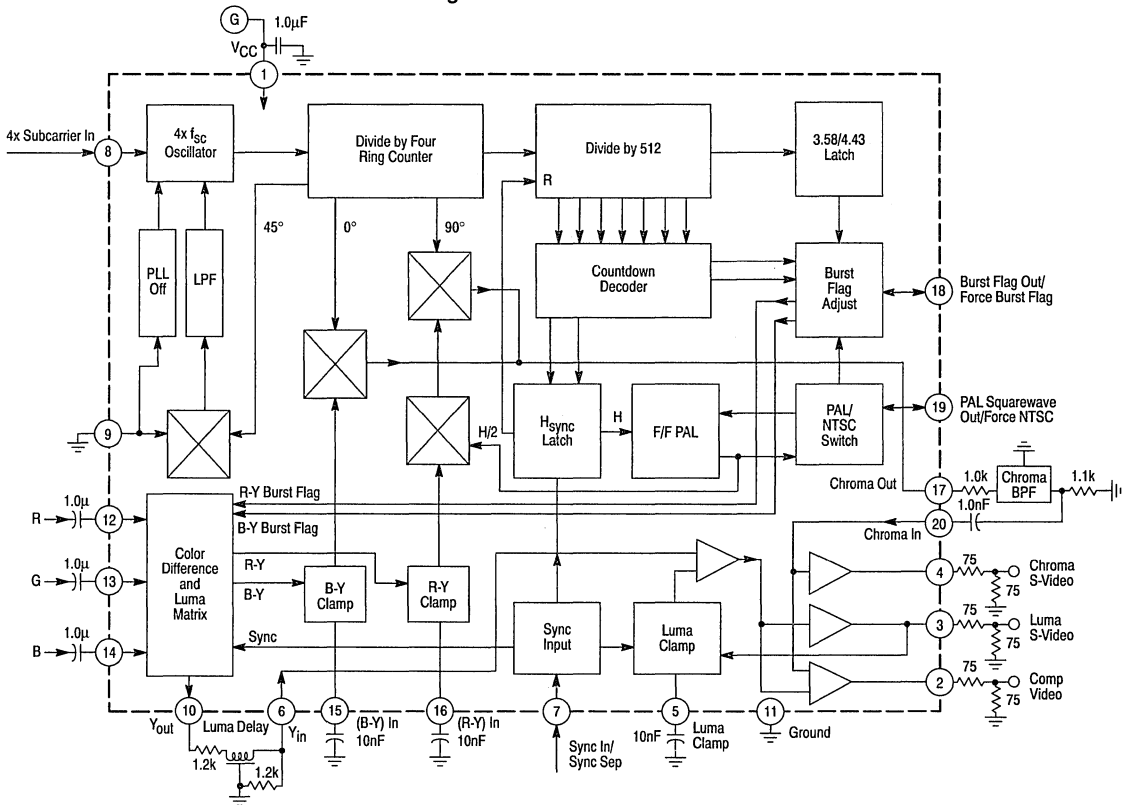 G
1.0µF
VCC
1
4x Subcarrier In
8
4x fsc
Oscillator
Divide by Four
Ring Counter
Divide by 512
R
3.58/4.43
Latch
45°
0°
90°
PLL
Off
LPF
Countdown
Decoder
Burst
Flag
Adjust
18
Burst Flag Out/
Force Burst Flag
9
H/2
Hsync
Latch
H
F/F PAL
PAL/
NTSC
Switch
19
PAL Squarewave
Out/Force NTSC
Chroma Out
17
1.0k
Chroma
BPF
1.1k
1.0nF
Chroma In
20
R
1.0µ
12
G
1.0µ
13
B
1.0µ
14
Color
Difference
and
Luma
Matrix
R-Y Burst Flag
B-Y Burst Flag
R-Y
B-Y
Sync
B-Y
Clamp
R-Y
Clamp
Sync
Input
Luma
Clamp
4
75
75
Chroma
S-Video
3
75
75
Luma
S-Video
2
75
75
Comp
Video
10
Yout
Luma Delay
6
Yin
15
(B-Y) In
10nF
16
(R-Y) In
10nF
7
Sync In/
Sync Sep
5
10nF
Luma
Clamp
11
Ground
1.2k
1.2k